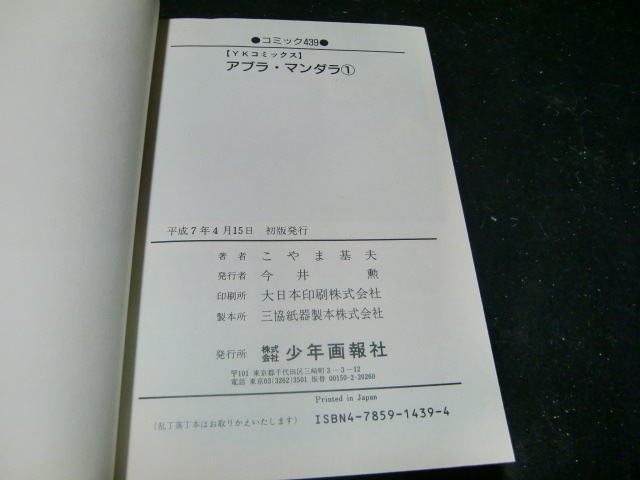 ●コミック439●
【YKコミックス】
アブラ・マンダラ①
平成7年4月15日 初版発行
著者 こやま基夫
発行者 今井 勲
印刷所 大日本印刷株式会社
製本所 三協紙器製本株式会社
発行所 株式会社 少年画報社
〒101 東京都千代田区三崎町3-3-12
電話 東京03(3262)3501 振替 00150-2-20260
Printed in Japan
(乱丁落丁本はお取りかえいたします) ISBN4-7859-1439-4